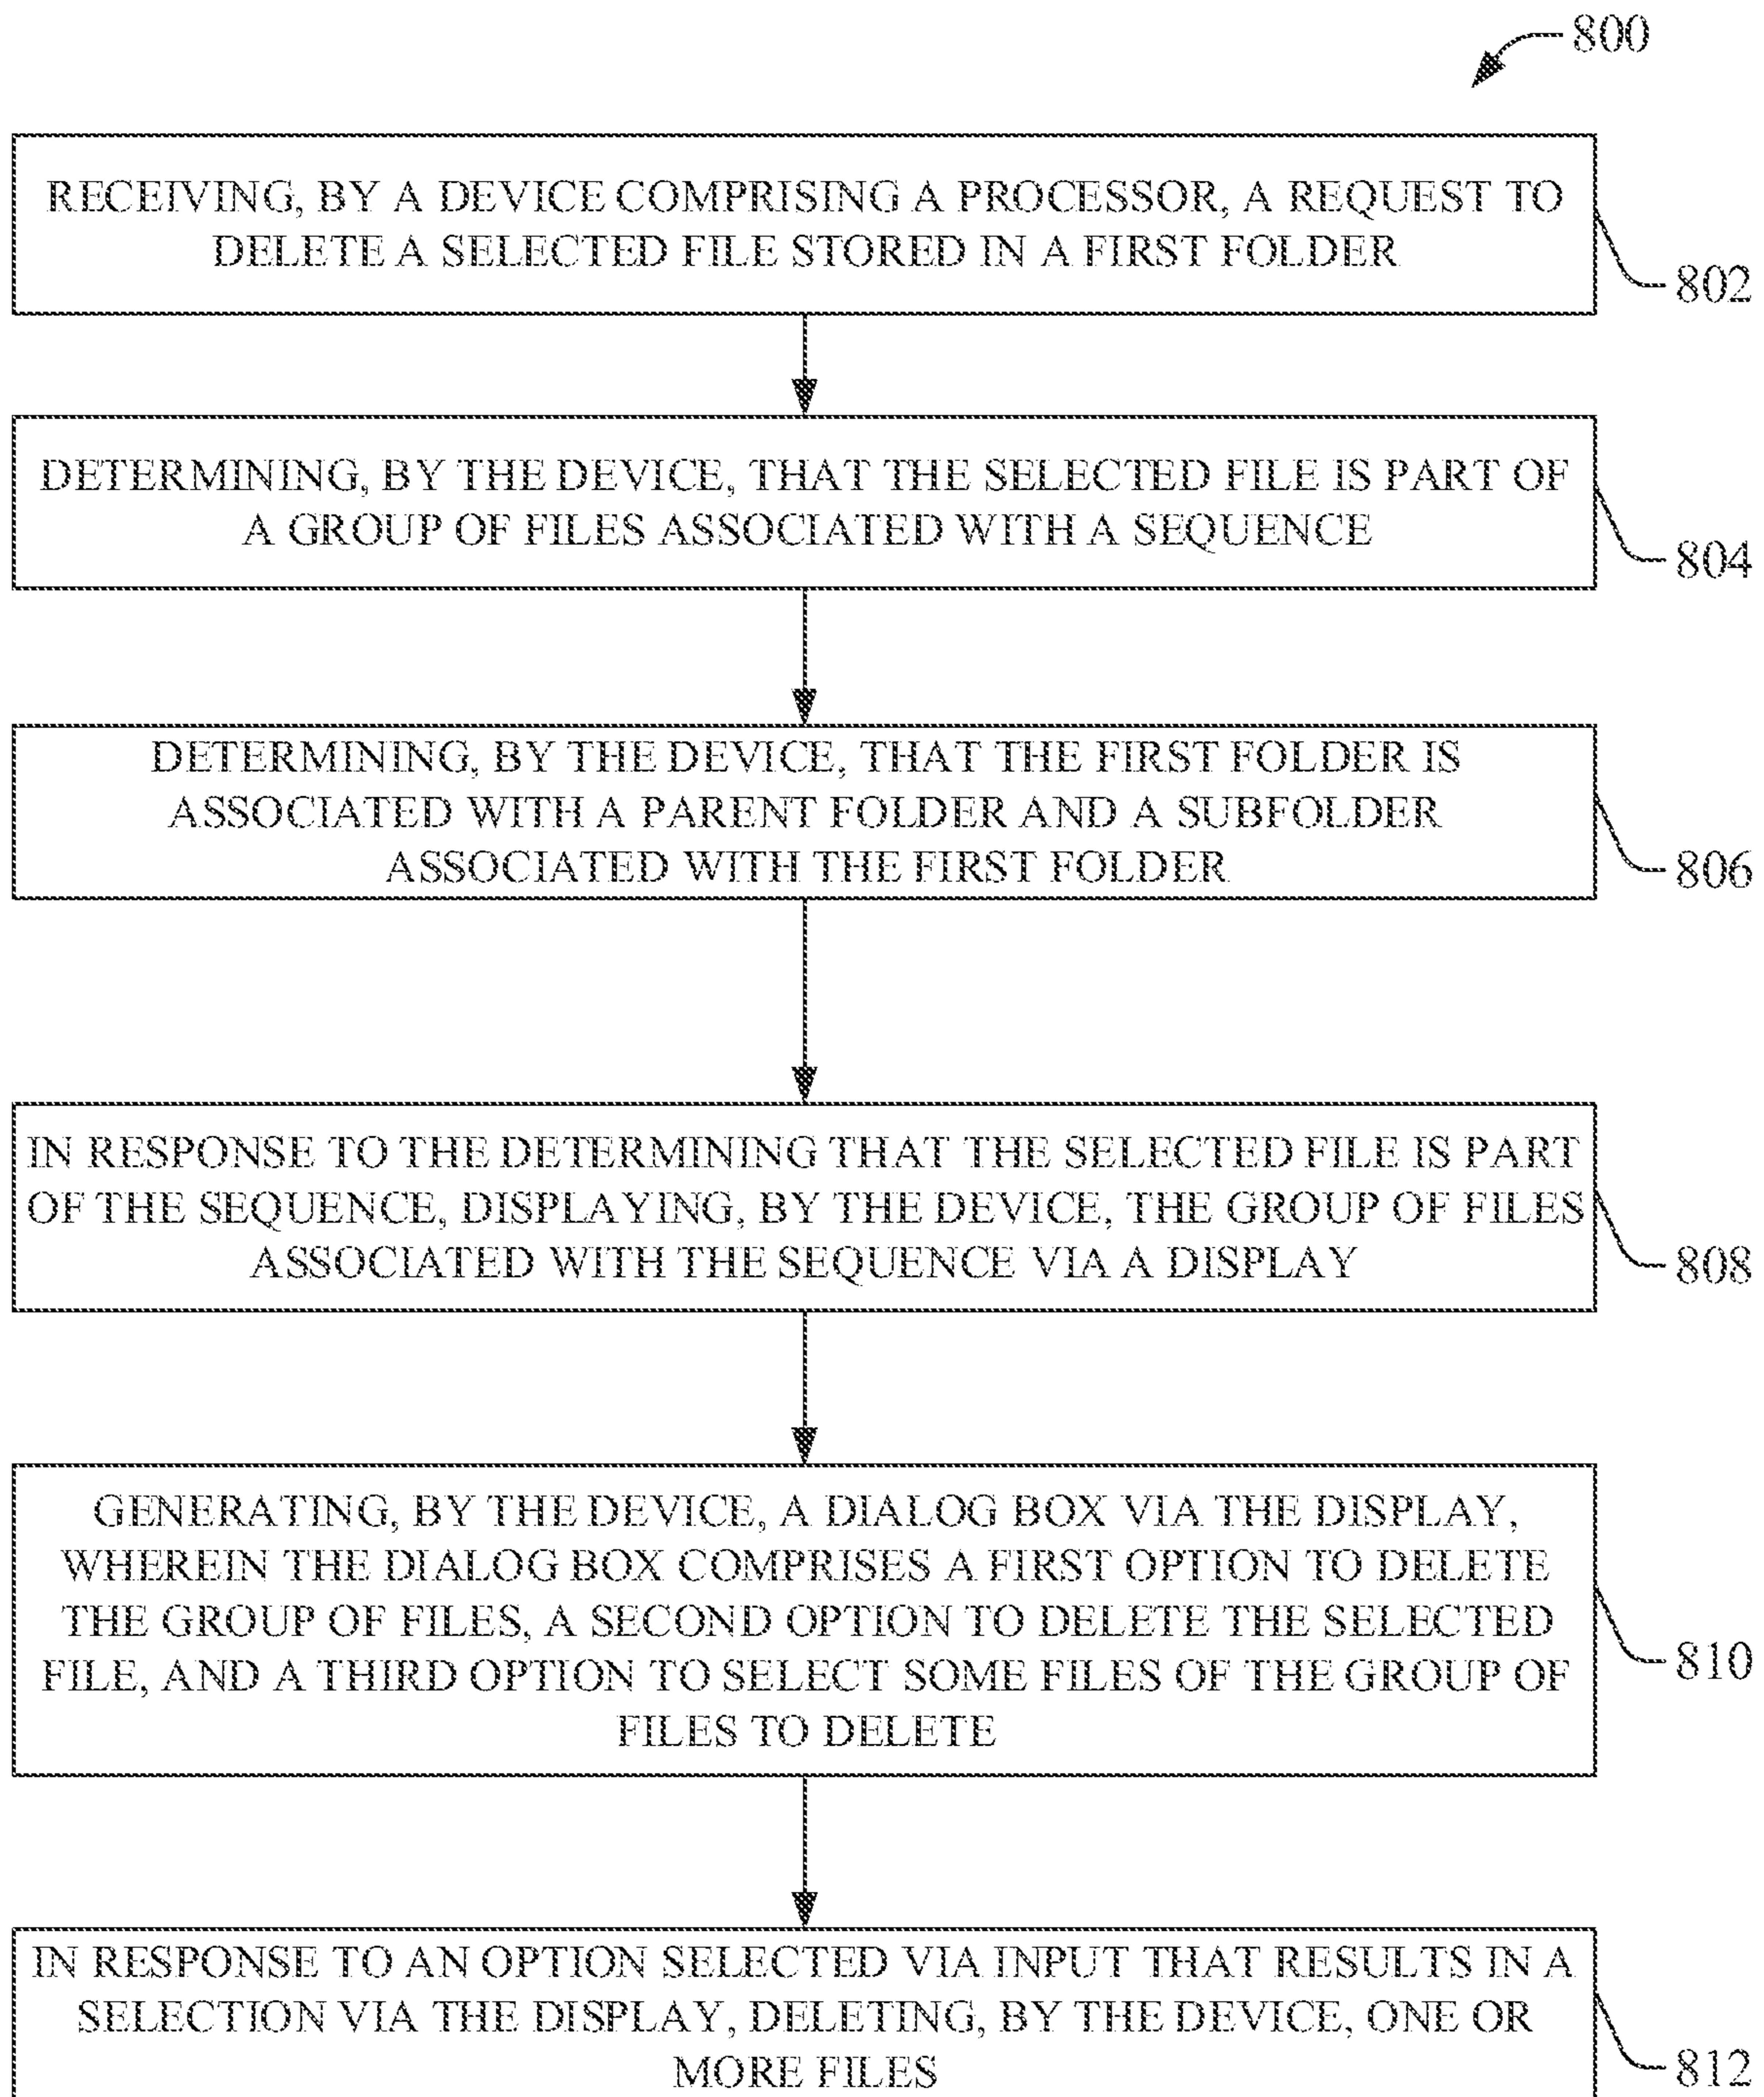 800
RECEIVING, BY A DEVICE COMPRISING A PROCESSOR, A REQUEST TO
DELETE A SELECTED FILE STORED IN A FIRST FOLDER
802
DETERMINING, BY THE DEVICE, THAT THE SELECTED FILE IS PART OF
A GROUP OF FILES ASSOCIATED WITH A SEQUENCE
804
DETERMINING, BY THE DEVICE, THAT THE FIRST FOLDER IS
ASSOCIATED WITH A PARENT FOLDER AND A SUBFOLDER
ASSOCIATED WITH THE FIRST FOLDER
806
IN RESPONSE TO THE DETERMINING THAT THE SELECTED FILE IS PART
OF THE SEQUENCE, DISPLAYING, BY THE DEVICE, THE GROUP OF FILES
ASSOCIATED WITH THE SEQUENCE VIA A DISPLAY
808
GENERATING, BY THE DEVICE, A DIALOG BOX VIA THE DISPLAY,
WHEREIN THE DIALOG BOX COMPRISES A FIRST OPTION TO DELETE
THE GROUP OF FILES, A SECOND OPTION TO DELETE THE SELECTED
FILE, AND A THIRD OPTION TO SELECT SOME FILES OF THE GROUP OF
FILES TO DELETE
810
IN RESPONSE TO AN OPTION SELECTED VIA INPUT THAT RESULTS IN A
SELECTION VIA THE DISPLAY, DELETING, BY THE DEVICE, ONE OR
MORE FILES
812